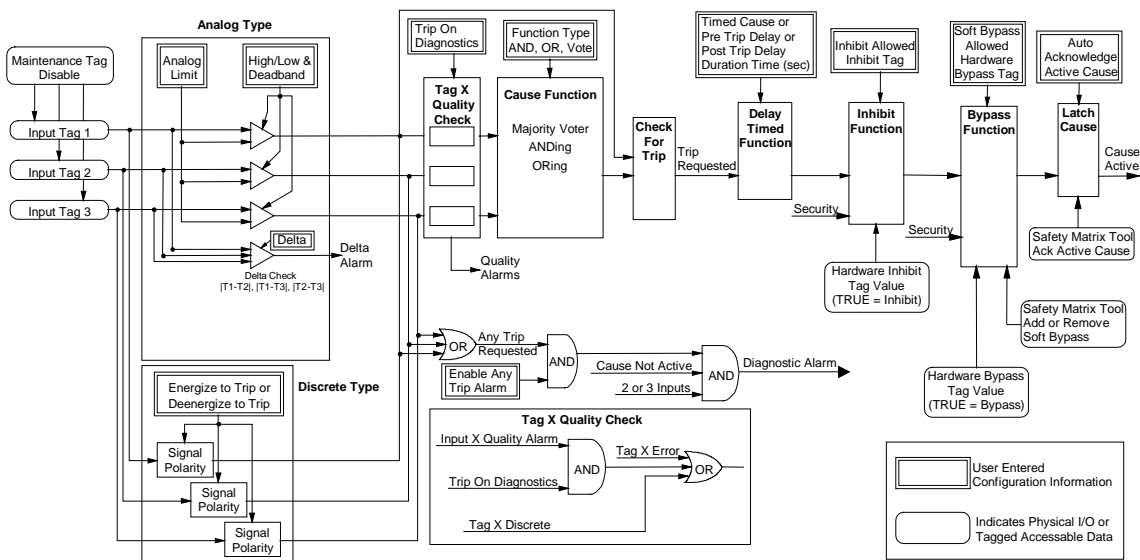 Analog Type
Maintenance Tag
Disable
Input Tag 1
Input Tag 2
Input Tag 3
Analog
Limit
High/Low &
Deadband
Delta
Delta
Alarm
Delta Check
|T1-T2|, |T1-T3|, |T2-T3|
Trip On
Diagnostics
Tag X
Quality
Check
Quality
Alarms
Function Type
AND, OR, Vote
Cause Function
Majority Voter
ANDing
ORing
Check
For
Trip
Trip
Requested
Timed Cause or
Pre Trip Delay or
Post Trip Delay
Duration Time (sec)
Delay
Timed
Function
Inhibit Allowed
Inhibit Tag
Inhibit
Function
Security
Hardware Inhibit
Tag Value
(TRUE = Inhibit)
Soft Bypass
Allowed
Hardware
Bypass Tag
Bypass
Function
Security
Hardware Bypass
Tag Value
(TRUE = Bypass)
Safety Matrix Tool
Add or Remove
Soft Bypass
Auto
Acknowledge
Active Cause
Latch
Cause
Cause
Active
Safety Matrix Tool
Ack Active Cause
OR
Any Trip
Requested
Enable Any
Trip Alarm
AND
Cause Not Active
2 or 3 Inputs
AND
Diagnostic Alarm
Discrete Type
Energize to Trip or
Deenergize to Trip
Signal
Polarity
Signal
Polarity
Signal
Polarity
Tag X Quality Check
Input X Quality Alarm
Trip On Diagnostics
AND
Tag X Error
OR
Tag X Discrete
User Entered
Configuration Information
Indicates Physical I/O or
Tagged Accessable Data